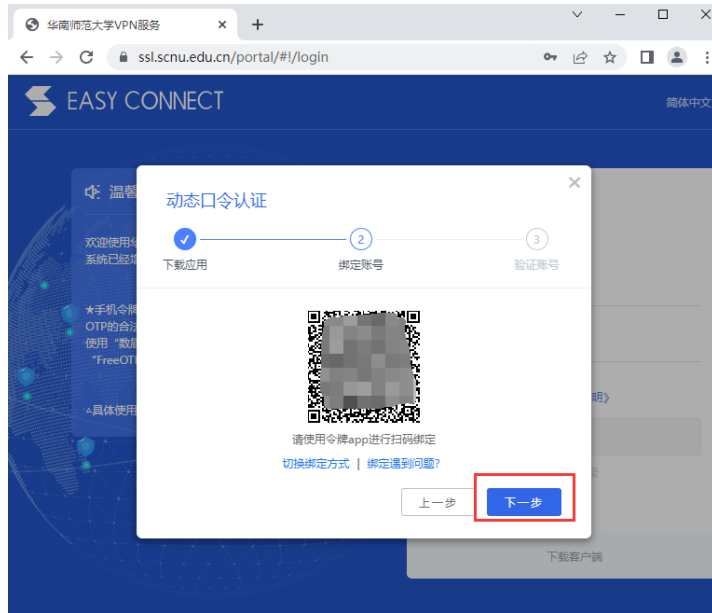 华南师范大学VPN服务
ssl.scnu.edu.cn/portal/#!/login
EASY CONNECT
简体中文
温馨
欢迎使用华
系统已经增
★手机令牌
OTP的合法
使用“数盾
“FreeOT
△具体使用
动态口令认证
2
3
下载应用
绑定账号
验证账号
请使用令牌app进行扫码绑定
切换绑定方式 | 绑定遇到问题?
上一步
下一步
明》
下载客户端